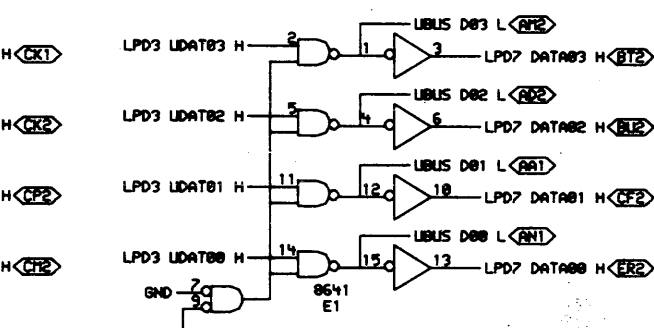 UBUS D03 L AM2
H CK1 LPD3 UDAT03 H 2 1 3 LPD7 DATA03 H BT2
UBUS D02 L AD2
H CK2 LPD3 UDAT02 H 5 4 6 LPD7 DATA02 H BU2
UBUS D01 L AA1
H CP2 LPD3 UDAT01 H 11 12 10 LPD7 DATA01 H CF2
UBUS D00 L AN1
H CM2 LPD3 UDAT00 H 14 15 13 LPD7 DATA00 H ER2
GND 7
9
8641
E1